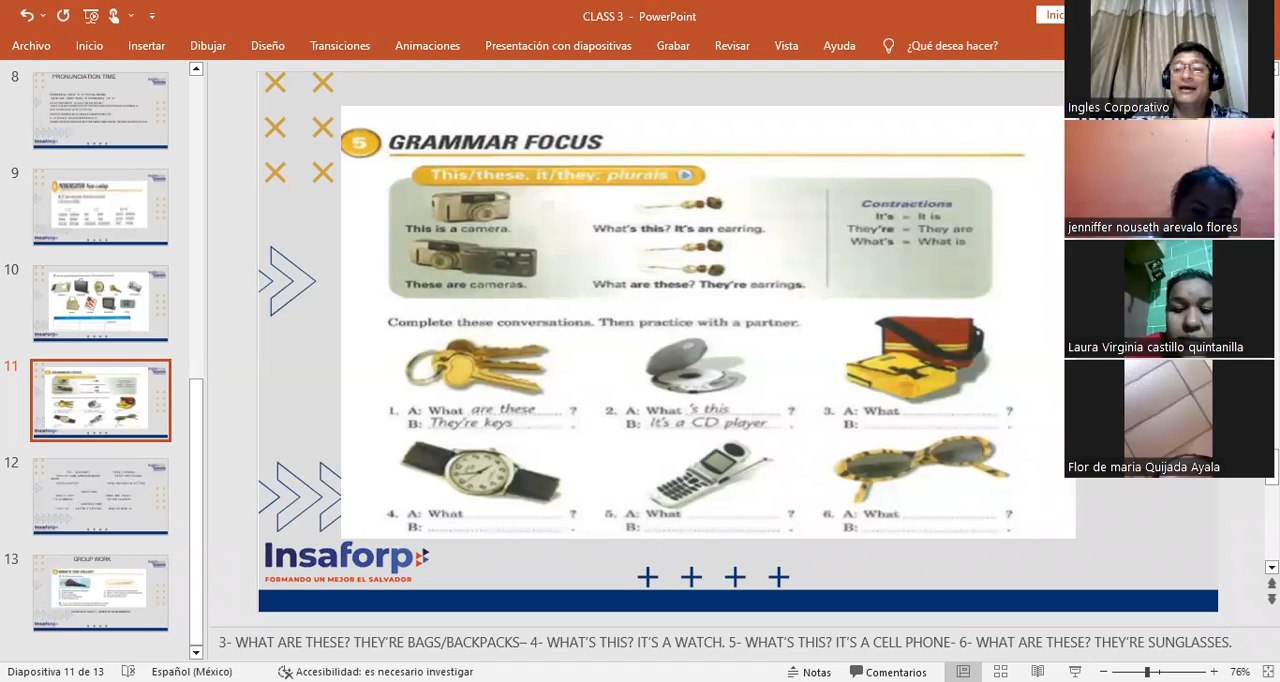 CLASS 3 - PowerPoint
Inic
Archivo Inicio Insertar Dibujar Diseño Transiciones Animaciones Presentación con diapositivas Grabar Revisar Vista Ayuda ¿Qué desea hacer?
8
PRONUNCIATION TIME
9
10
11
12
13
GROUP WORK
5 GRAMMAR FOCUS
This/these, it/they; plurals
This is a camera.
What's this? It's an earring.
These are cameras.
What are these? They're earrings.
Contractions
It's = It is
They're = They are
What's = What is
Complete these conversations. Then practice with a partner.
1. A: What are these ?
B: They're keys .
2. A: What 's this ?
B: It's a CD player .
3. A: What ?
B: .
4. A: What ?
B: .
5. A: What ?
B: .
6. A: What ?
B: .
Insaforp
FORMANDO UN MEJOR EL SALVADOR
3- WHAT ARE THESE? THEY'RE BAGS/BACKPACKS– 4- WHAT'S THIS? IT'S A WATCH. 5- WHAT'S THIS? IT'S A CELL PHONE- 6- WHAT ARE THESE? THEY'RE SUNGLASSES.
Diapositiva 11 de 13 Español (México) Accesibilidad: es necesario investigar Notas Comentarios 76%
Ingles Corporativo
jenniffer nouseth arevalo flores
Laura Virginia castillo quintanilla
Flor de maria Quijada Ayala